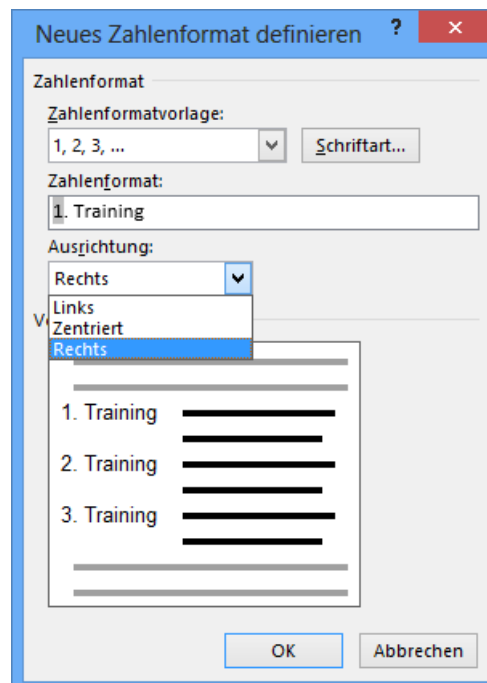 Neues Zahlenformat definieren ? ×
Zahlenformat
Zahlenformatvorlage:
1, 2, 3, ... Schriftart...
Zahlenformat:
1. Training
Ausrichtung:
Rechts
Links
Zentriert
Rechts
1. Training
2. Training
3. Training
OK Abbrechen